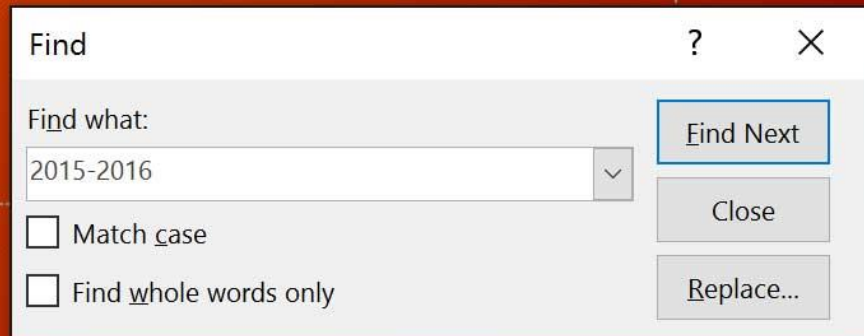 Find
?
Find what:
Find Next
2015-2016
Close
Match case
Find whole words only
Replace...